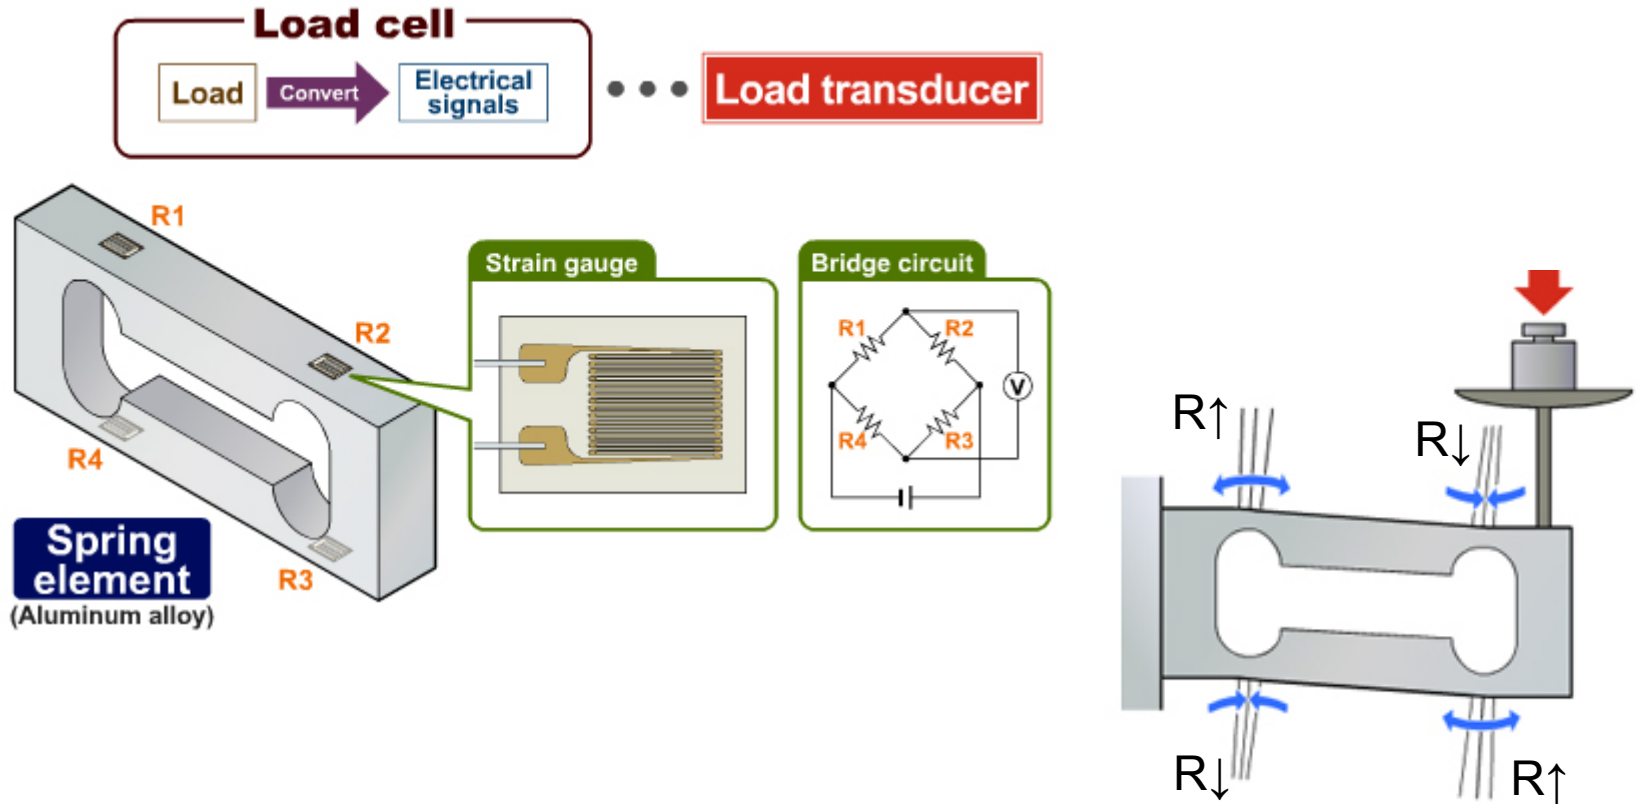 Load cell
Load
Convert
Electrical
signals
Load transducer
R1
R2
R4
R3
Spring
element
(Aluminum alloy)
Strain gauge
Bridge circuit
R1
R2
V
R4
R3
R↑
R↓
R↓
R↑